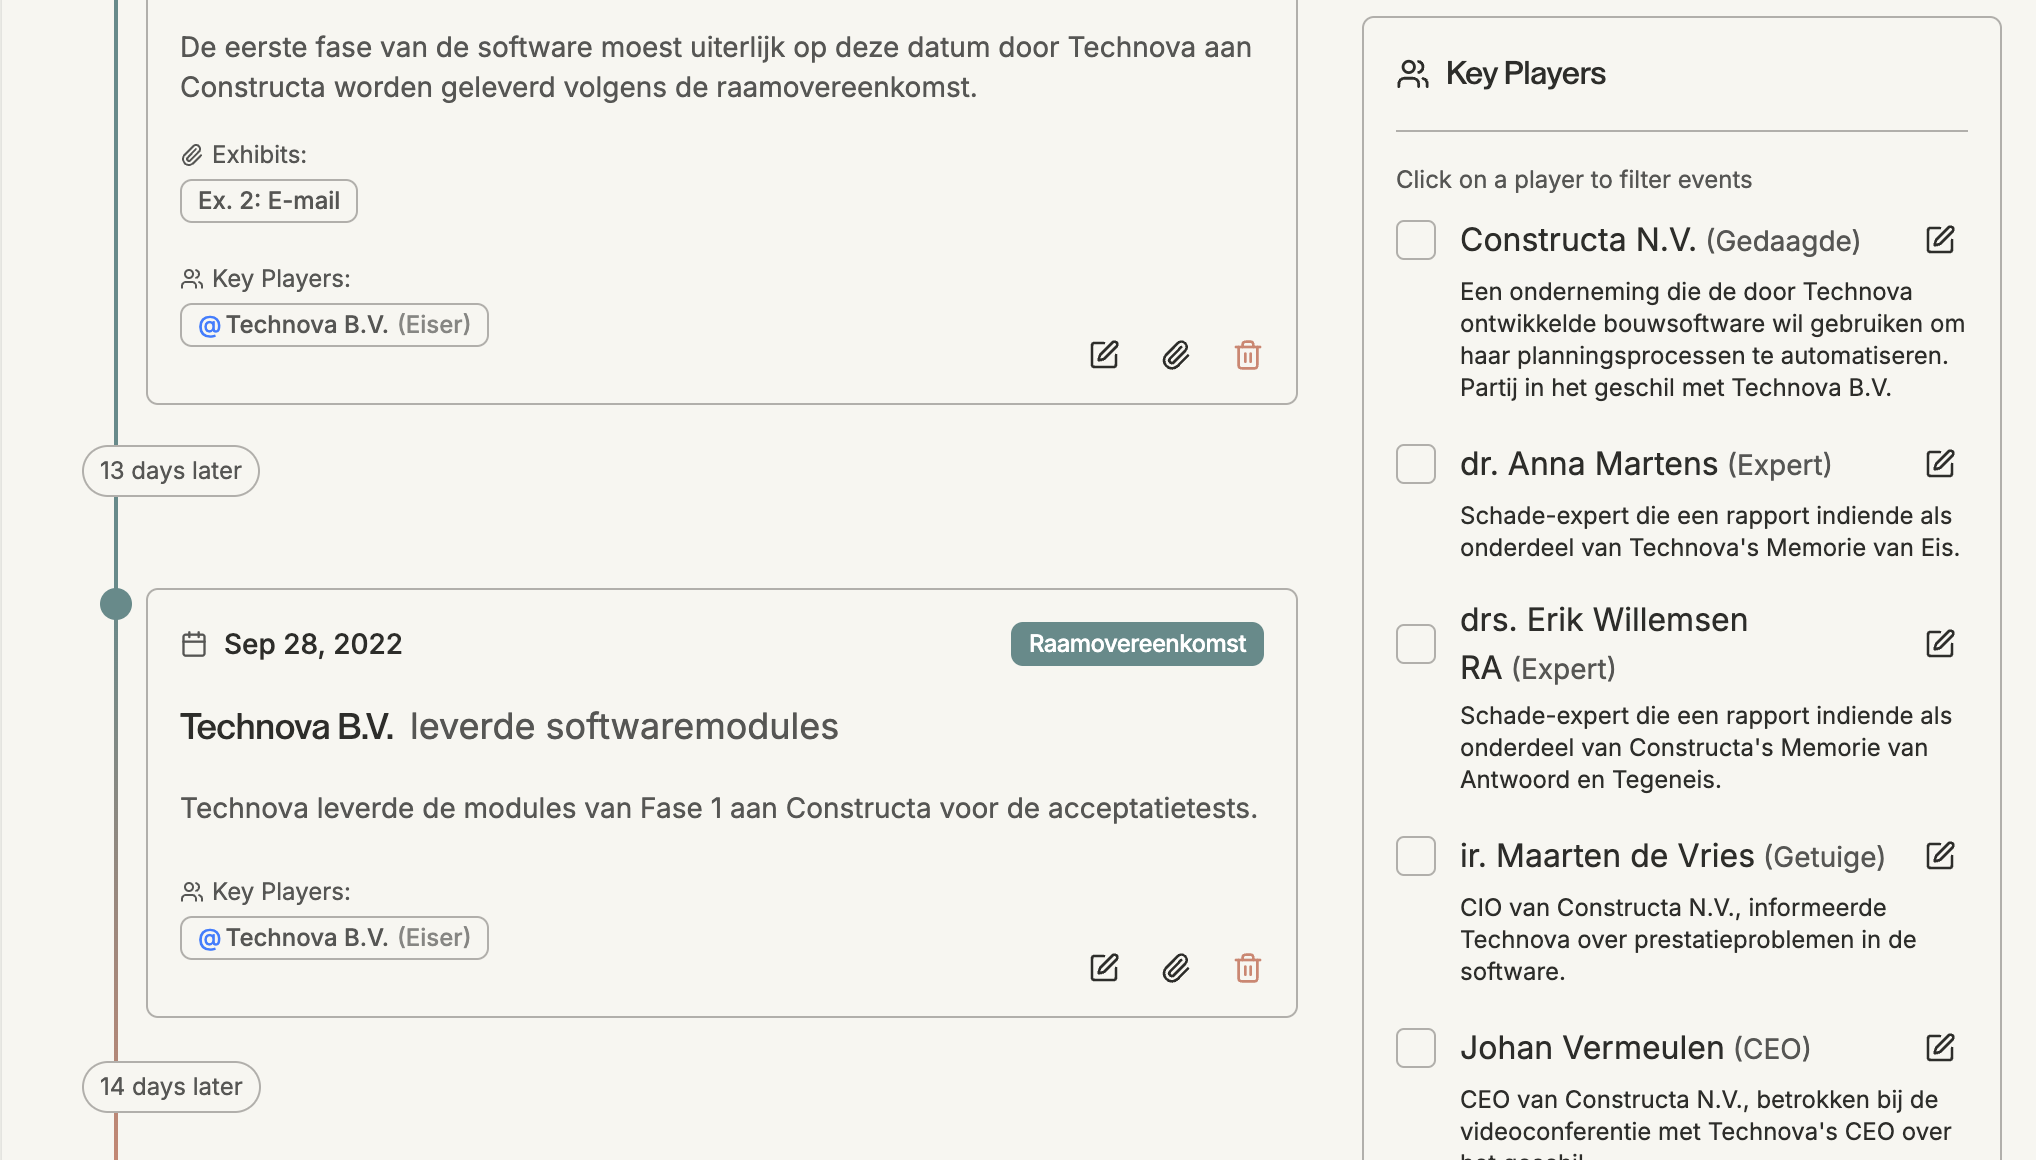 De eerste fase van de software moest uiterlijk op deze datum door Technova aan
Constructa worden geleverd volgens de raamovereenkomst.
Exhibits:
Ex. 2: E-mail
Key Players:
@Technova B.V. (Eiser)
13 days later
Sep 28, 2022
Raamovereenkomst
Technova B.V. leverde softwaremodules
Technova leverde de modules van Fase 1 aan Constructa voor de acceptatietests.
Key Players:
@Technova B.V. (Eiser)
14 days later
Key Players
Click on a player to filter events
Constructa N.V. (Gedaagde)
Een onderneming die de door Technova
ontwikkelde bouwsoftware wil gebruiken om
haar planningsprocessen te automatiseren.
Partij in het geschil met Technova B.V.
dr. Anna Martens (Expert)
Schade-expert die een rapport indiende als
onderdeel van Technova's Memorie van Eis.
drs. Erik Willemsen
RA (Expert)
Schade-expert die een rapport indiende als
onderdeel van Constructa's Memorie van
Antwoord en Tegeneis.
ir. Maarten de Vries (Getuige)
CIO van Constructa N.V., informeerde
Technova over prestatieproblemen in de
software.
Johan Vermeulen (CEO)
CEO van Constructa N.V., betrokken bij de
videoconferentie met Technova's CEO over
het geschil